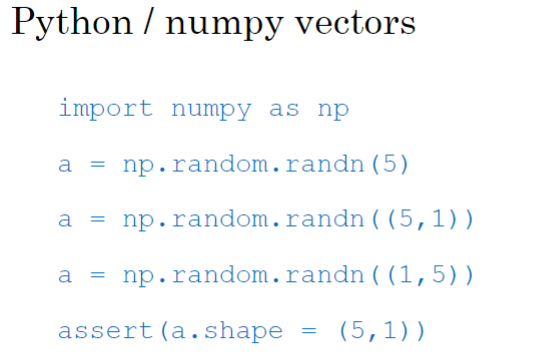 Python / numpy vectors
import numpy as np
a = np.random.randn(5)
a = np.random.randn((5,1))
a = np.random.randn((1,5))
assert(a.shape = (5,1))